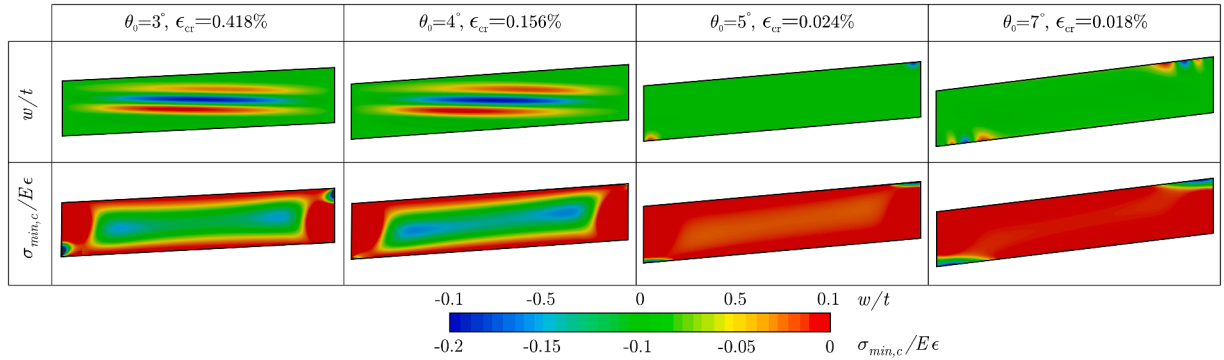 θ₀=3°, ϵcr=0.418%
θ₀=4°, ϵcr=0.156%
θ₀=5°, ϵcr=0.024%
θ₀=7°, ϵcr=0.018%
w/t
σmin,c/Eϵ
-0.1 -0.5 0 0.5 0.1 w/t
-0.2 -0.15 -0.1 -0.05 0 σmin,c/Eϵ